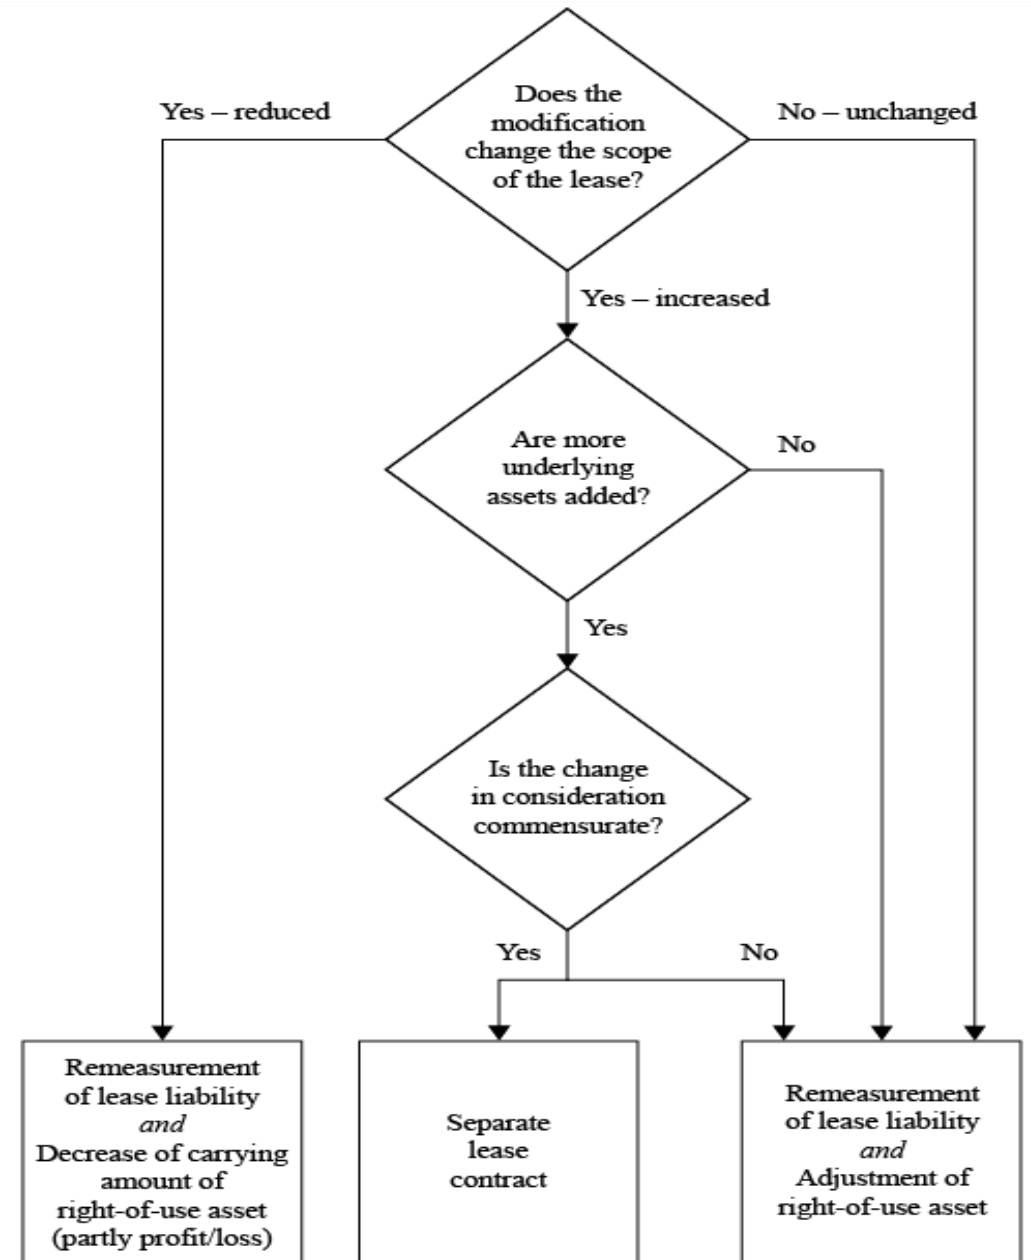 Does the
modification
change the scope
of the lease?
Yes – reduced
No – unchanged
Yes – increased
Are more
underlying
assets added?
No
Yes
Is the change
in consideration
commensurate?
Yes
No
Remeasurement
of lease liability
and
Decrease of carrying
amount of
right-of-use asset
(partly profit/loss)
Separate
lease
contract
Remeasurement
of lease liability
and
Adjustment of
right-of-use asset